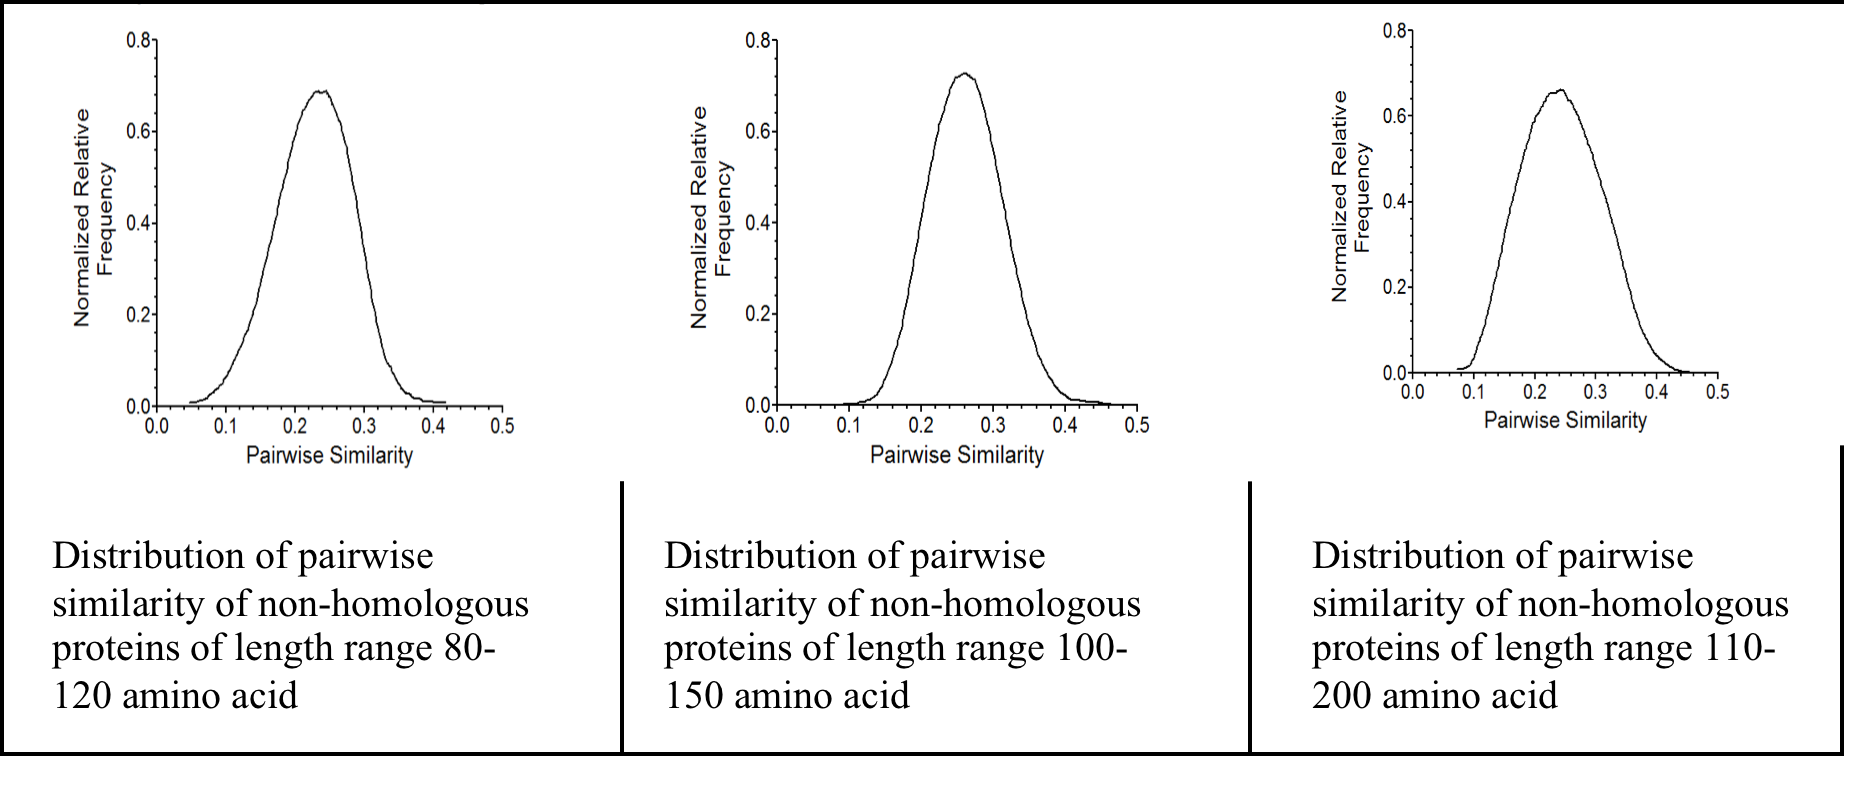 0.8
0.6
0.4
0.2
0.0
0.0 0.1 0.2 0.3 0.4 0.5
Normalized Relative
Frequency
Pairwise Similarity
Distribution of pairwise
similarity of non-homologous
proteins of length range 80-
120 amino acid
0.8
0.6
0.4
0.2
0.0
0.0 0.1 0.2 0.3 0.4 0.5
Normalized Relative
Frequency
Pairwise Similarity
Distribution of pairwise
similarity of non-homologous
proteins of length range 100-
150 amino acid
0.8
0.6
0.4
0.2
0.0
0.0 0.1 0.2 0.3 0.4 0.5
Normalized Relative
Frequency
Pairwise Similarity
Distribution of pairwise
similarity of non-homologous
proteins of length range 110-
200 amino acid